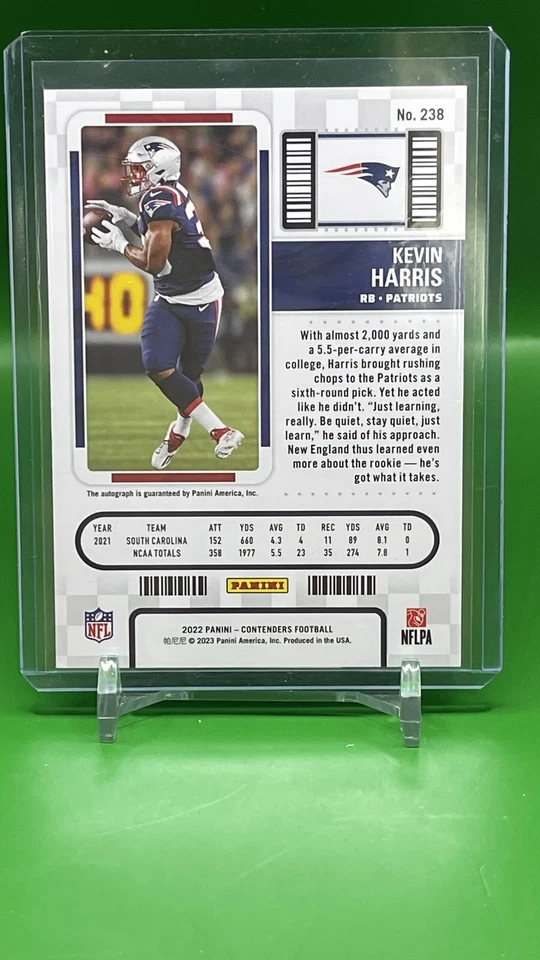 No. 238
KEVIN
HARRIS
RB • PATRIOTS
With almost 2,000 yards and
a 5.5-per-carry average in
college, Harris brought rushing
chops to the Patriots as a
sixth-round pick. Yet he acted
like he didn't. “Just learning,
really. Be quiet, stay quiet, just
learn,” he said of his approach.
New England thus learned even
more about the rookie — he's
got what it takes.
The autograph is guaranteed by Panini America, Inc.
YEAR TEAM ATT YDS AVG TD REC YDS AVG TD
2021 SOUTH CAROLINA 152 660 4.3 4 11 89 8.1 0
NCAA TOTALS 358 1977 5.5 23 35 274 7.8 1
PANINI
NFL
2022 PANINI – CONTENDERS FOOTBALL
帕尼尼 © 2023 Panini America, Inc. Produced in the USA.
NFLPA